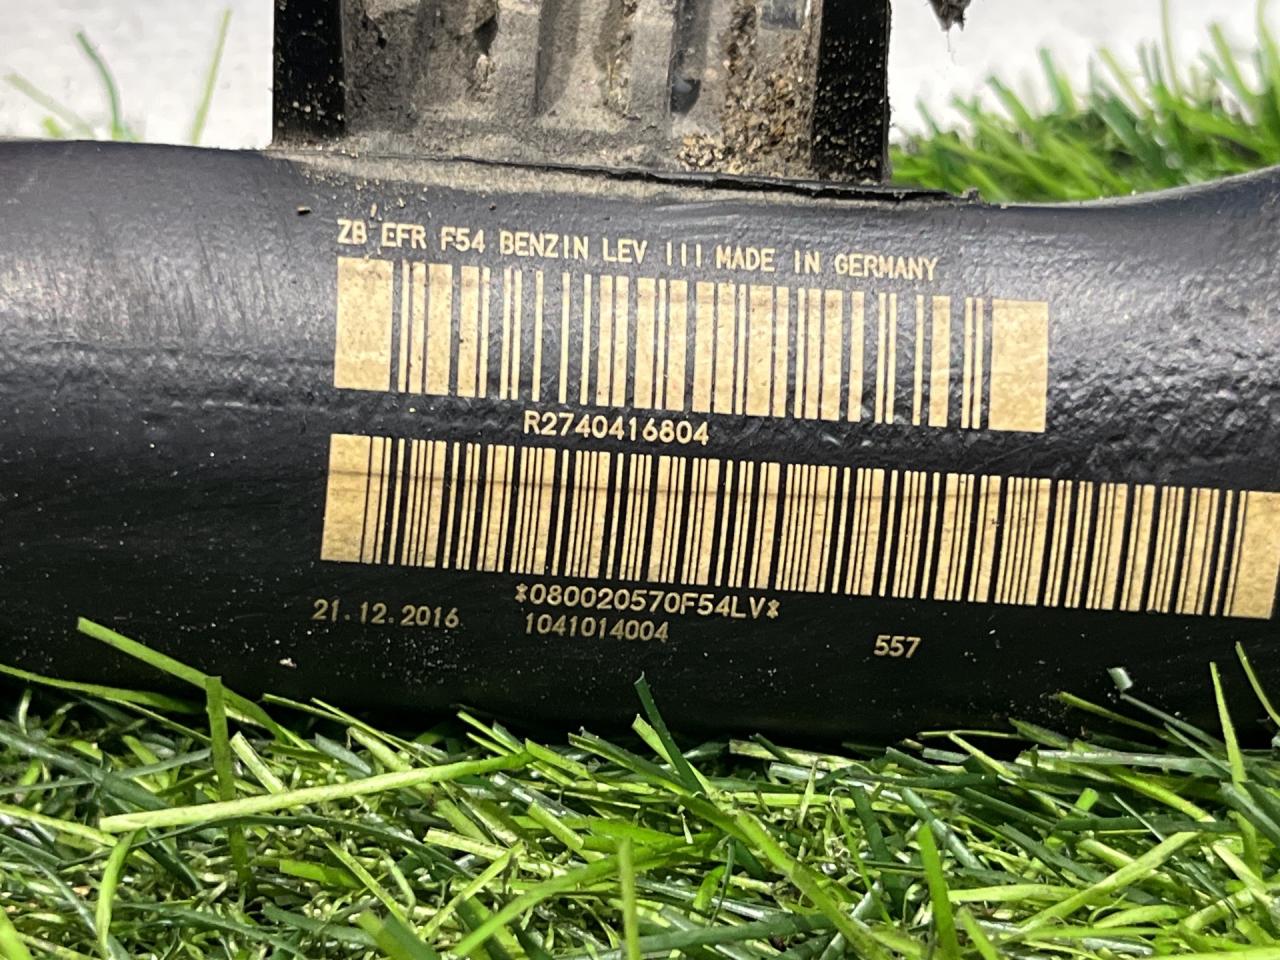 ZB EFR F54 BENZIN LEV III MADE IN GERMANY
R2740416804
*080020570F54LV*
21.12.2016 1041014004 557